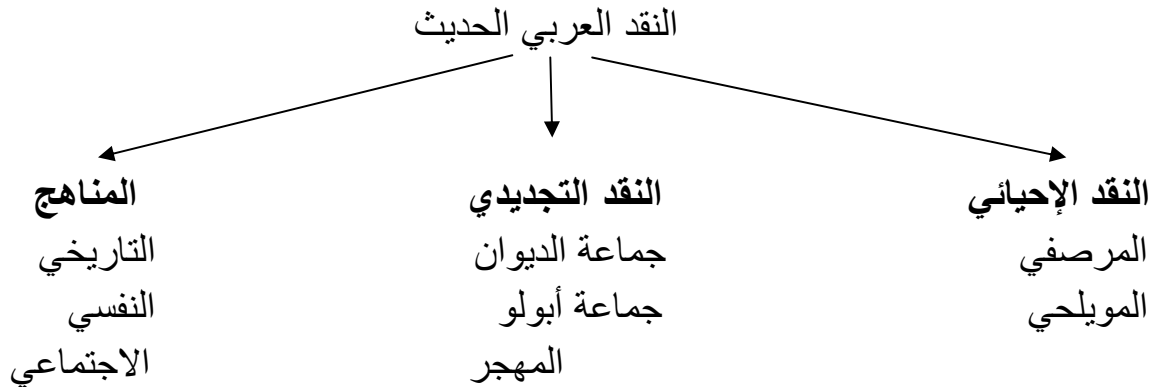 النقد العربي الحديث
النقد الإحيائي
المرصفي
المويلحي
النقد التجديدي
جماعة الديوان
جماعة أبولو
المهجر
المناهج
التاريخي
النفسي
الاجتماعي